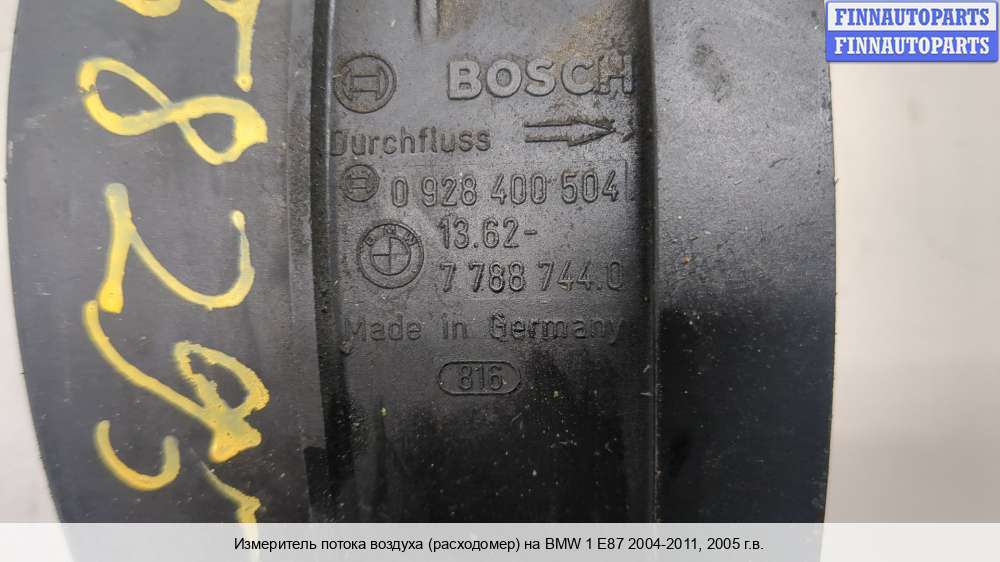 FINNAUTOPARTS
FINNAUTOPARTS
BOSCH
Durchfluss
0 928 400 504
BMW
13.62-
7 788 744.0
Made in Germany
816
Измеритель потока воздуха (расходомер) на BMW 1 E87 2004-2011, 2005 г.в.